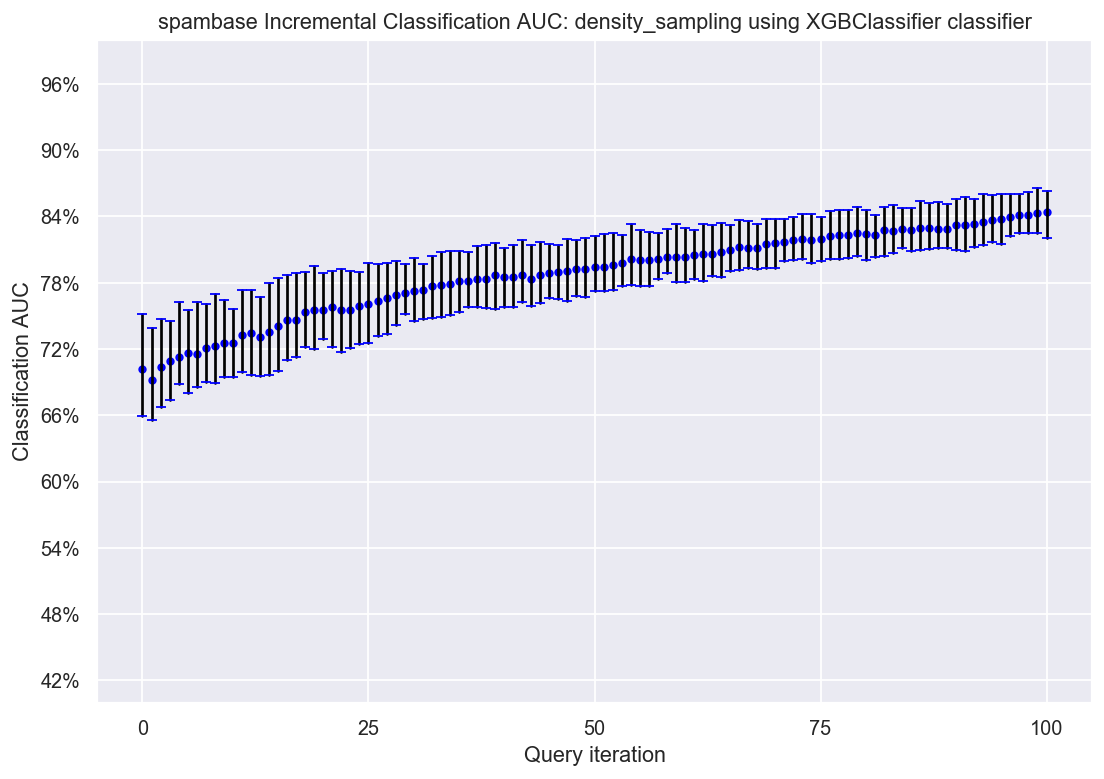 spambase Incremental Classification AUC: density_sampling using XGBClassifier classifier
96%
90%
84%
78%
72%
66%
60%
54%
48%
42%
Classification AUC
0 25 50 75 100
Query iteration